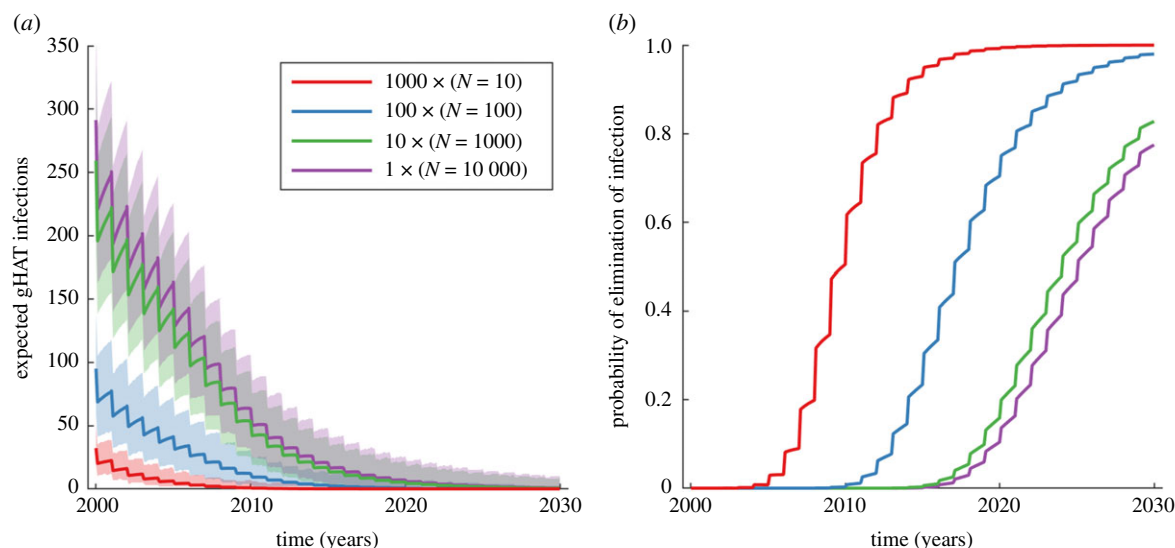 (a)
350
300
250
200
150
100
50
0
expected gHAT infections
2000
2010
2020
2030
time (years)
1000 × (N = 10)
100 × (N = 100)
10 × (N = 1000)
1 × (N = 10 000)
(b)
1.0
0.8
0.6
0.4
0.2
0
probability of elimination of infection
2000
2010
2020
2030
time (years)